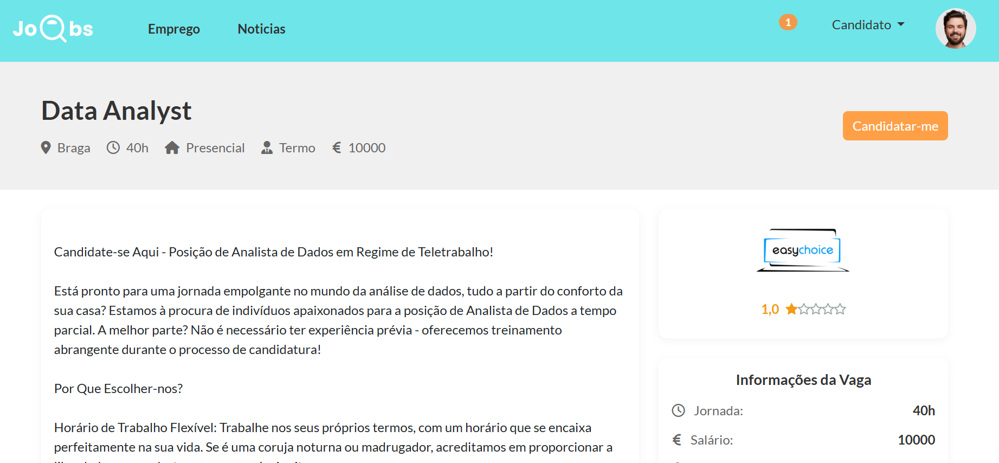 Jo bs
Emprego
Noticias
1
Candidato
Data Analyst
Braga
40h
Presencial
Termo
€ 10000
Candidatar-me
Candidate-se Aqui - Posição de Analista de Dados em Regime de Teletrabalho!
Está pronto para uma jornada empolgante no mundo da análise de dados, tudo a partir do conforto da
sua casa? Estamos à procura de indivíduos apaixonados para a posição de Analista de Dados a tempo
parcial. A melhor parte? Não é necessário ter experiência prévia - oferecemos treinamento
abrangente durante o processo de candidatura!
Por Que Escolher-nos?
Horário de Trabalho Flexível: Trabalhe nos seus próprios termos, com um horário que se encaixa
perfeitamente na sua vida. Se é uma coruja noturna ou madrugador, acreditamos em proporcionar a
easychoice
1,0
Informações da Vaga
Jornada: 40h
€ Salário: 10000